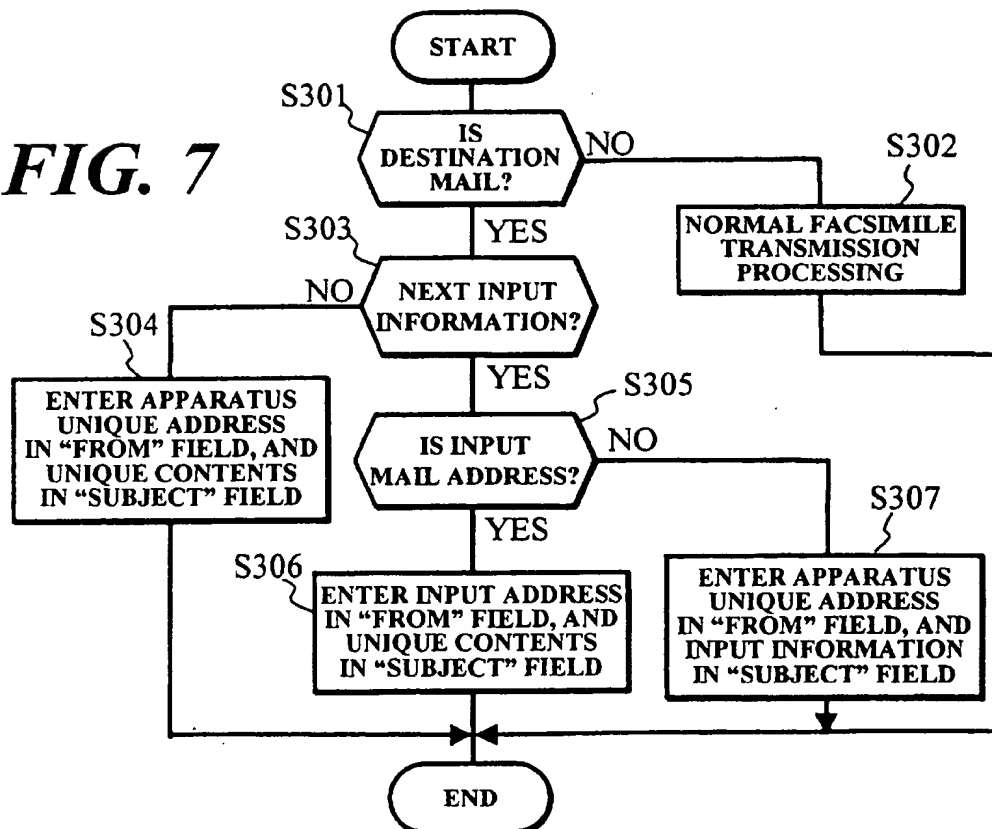 FIG. 7
START
S301
IS
DESTINATION
MAIL?
NO
S302
NORMAL FACSIMILE
TRANSMISSION
PROCESSING
YES
S303
NEXT INPUT
INFORMATION?
NO
S304
ENTER APPARATUS
UNIQUE ADDRESS
IN “FROM” FIELD, AND
UNIQUE CONTENTS
IN “SUBJECT” FIELD
YES
S305
IS INPUT
MAIL ADDRESS?
NO
YES
S306
ENTER INPUT ADDRESS
IN “FROM” FIELD, AND
UNIQUE CONTENTS
IN “SUBJECT” FIELD
S307
ENTER APPARATUS
UNIQUE ADDRESS
IN “FROM” FIELD, AND
INPUT INFORMATION
IN “SUBJECT” FIELD
END